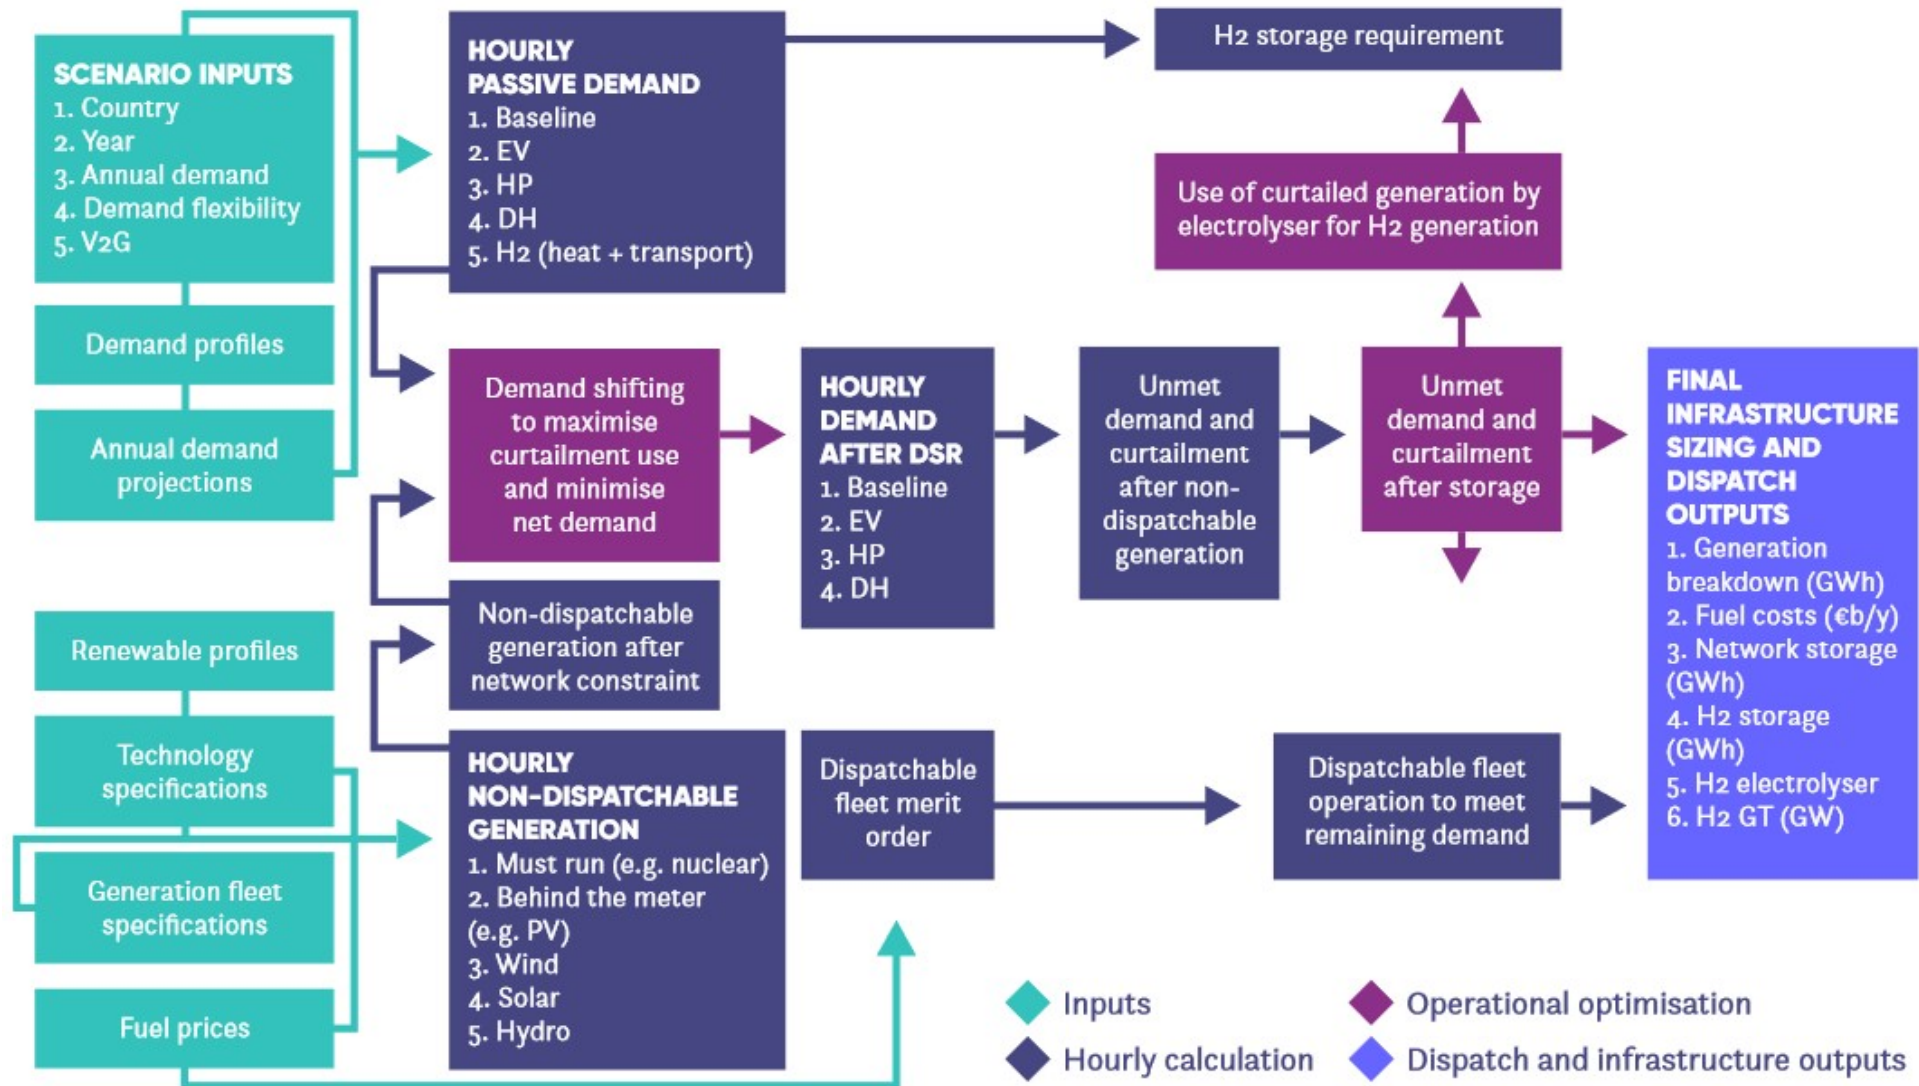 SCENARIO INPUTS
1. Country
2. Year
3. Annual demand
4. Demand flexibility
5. V2G
Demand profiles
Annual demand
projections
Renewable profiles
Technology
specifications
Generation fleet
specifications
Fuel prices
HOURLY
PASSIVE DEMAND
1. Baseline
2. EV
3. HP
4. DH
5. H2 (heat + transport)
Demand shifting
to maximise
curtailment use
and minimise
net demand
Non-dispatchable
generation after
network constraint
HOURLY
NON-DISPATCHABLE
GENERATION
1. Must run (e.g. nuclear)
2. Behind the meter
(e.g. PV)
3. Wind
4. Solar
5. Hydro
HOURLY
DEMAND
AFTER DSR
1. Baseline
2. EV
3. HP
4. DH
Dispatchable
fleet merit
order
Unmet
demand and
curtailment
after non-
dispatchable
generation
H2 storage requirement
Use of curtailed generation by
electrolyser for H2 generation
Unmet
demand and
curtailment
after storage
Dispatchable fleet
operation to meet
remaining demand
FINAL
INFRASTRUCTURE
SIZING AND
DISPATCH
OUTPUTS
1. Generation
breakdown (GWh)
2. Fuel costs (€b/y)
3. Network storage
(GWh)
4. H2 storage
(GWh)
5. H2 electrolyser
6. H2 GT (GW)
Inputs
Hourly calculation
Operational optimisation
Dispatch and infrastructure outputs